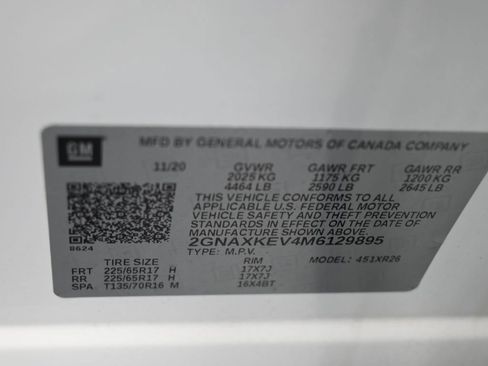 GM
MFD BY GENERAL MOTORS OF CANADA COMPANY
11/20 GVWR GAWR FRT GAWR RR
2025 KG 1175 KG 1200 KG
4464 LB 2590 LB 2645 LB
THIS VEHICLE CONFORMS TO ALL
APPLICABLE U.S. FEDERAL MOTOR
VEHICLE SAFETY AND THEFT PREVENTION
STANDARDS IN EFFECT ON THE DATE OF
MANUFACTURE SHOWN ABOVE.
8624 2GNAXKEV4M6129895
TYPE: M.P.V. MODEL: 451XR26
TIRE SIZE RIM
FRT 225/65R17 H 17X7J
RR 225/65R17 H 17X7J
SPA T135/70R16 M 16X4BT